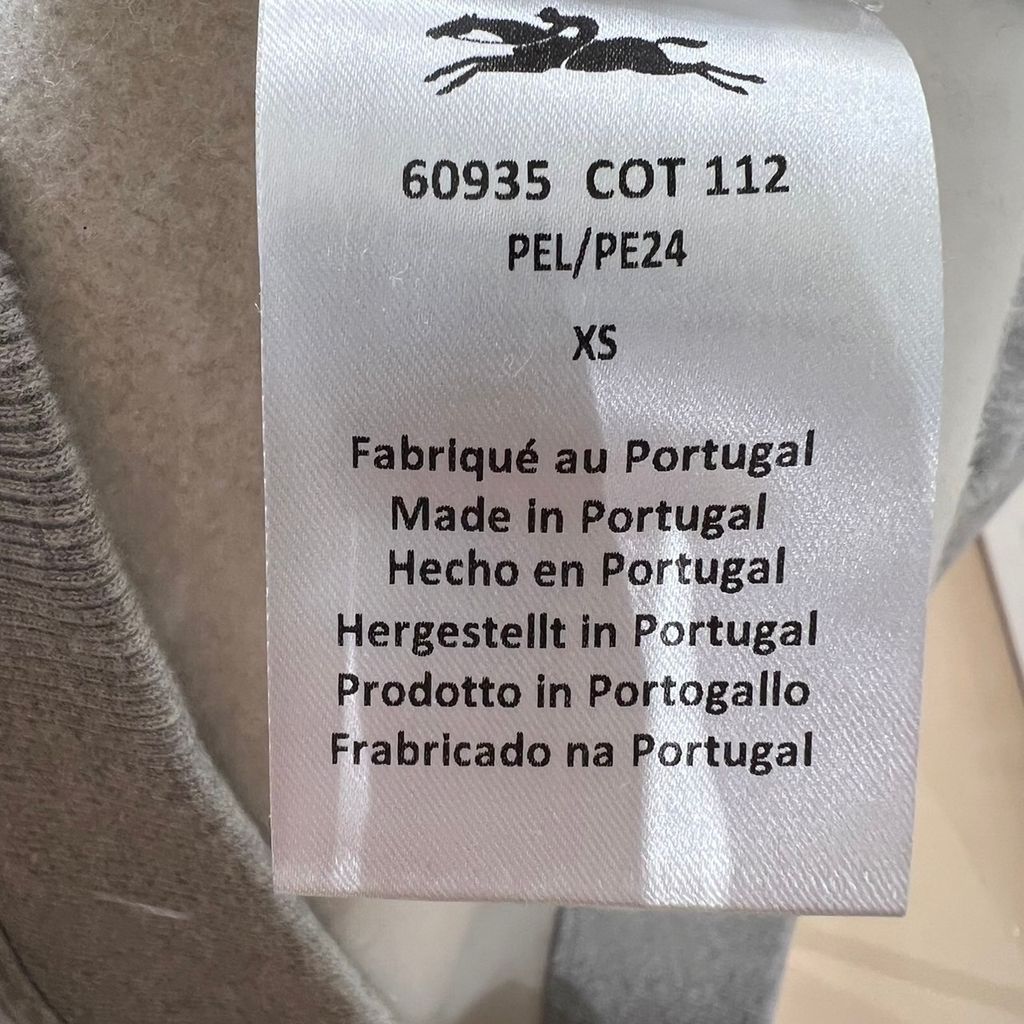 60935 COT 112
PEL/PE24
XS
Fabriqué au Portugal
Made in Portugal
Hecho en Portugal
Hergestellt in Portugal
Prodotto in Portogallo
Frabricado na Portugal